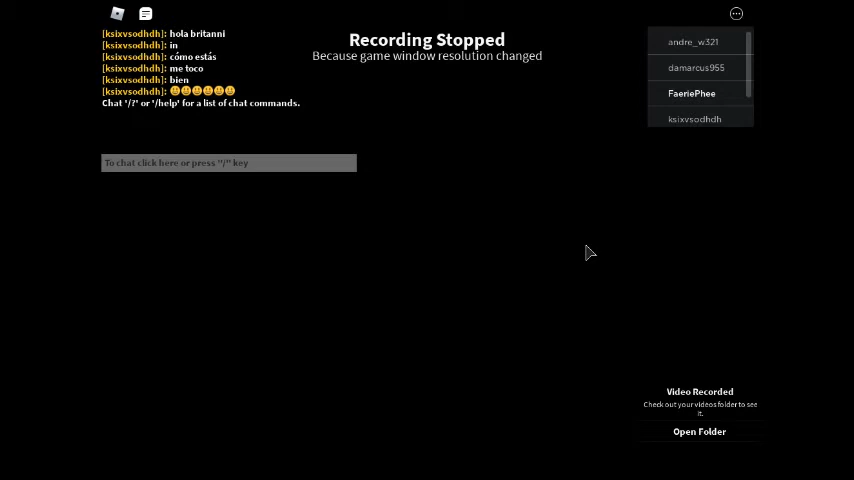 [ksixvsodhdh]: hola britanni
[ksixvsodhdh]: in
[ksixvsodhdh]: cómo estás
[ksixvsodhdh]: me toco
[ksixvsodhdh]: bien
[ksixvsodhdh]: 😃😃😃😃😃😃
Chat '/?' or '/help' for a list of chat commands.
To chat click here or press "/" key
Recording Stopped
Because game window resolution changed
andre_w321
damarcus955
FaeriePhee
ksixvsodhdh
Video Recorded
Check out your videos folder to see
it.
Open Folder